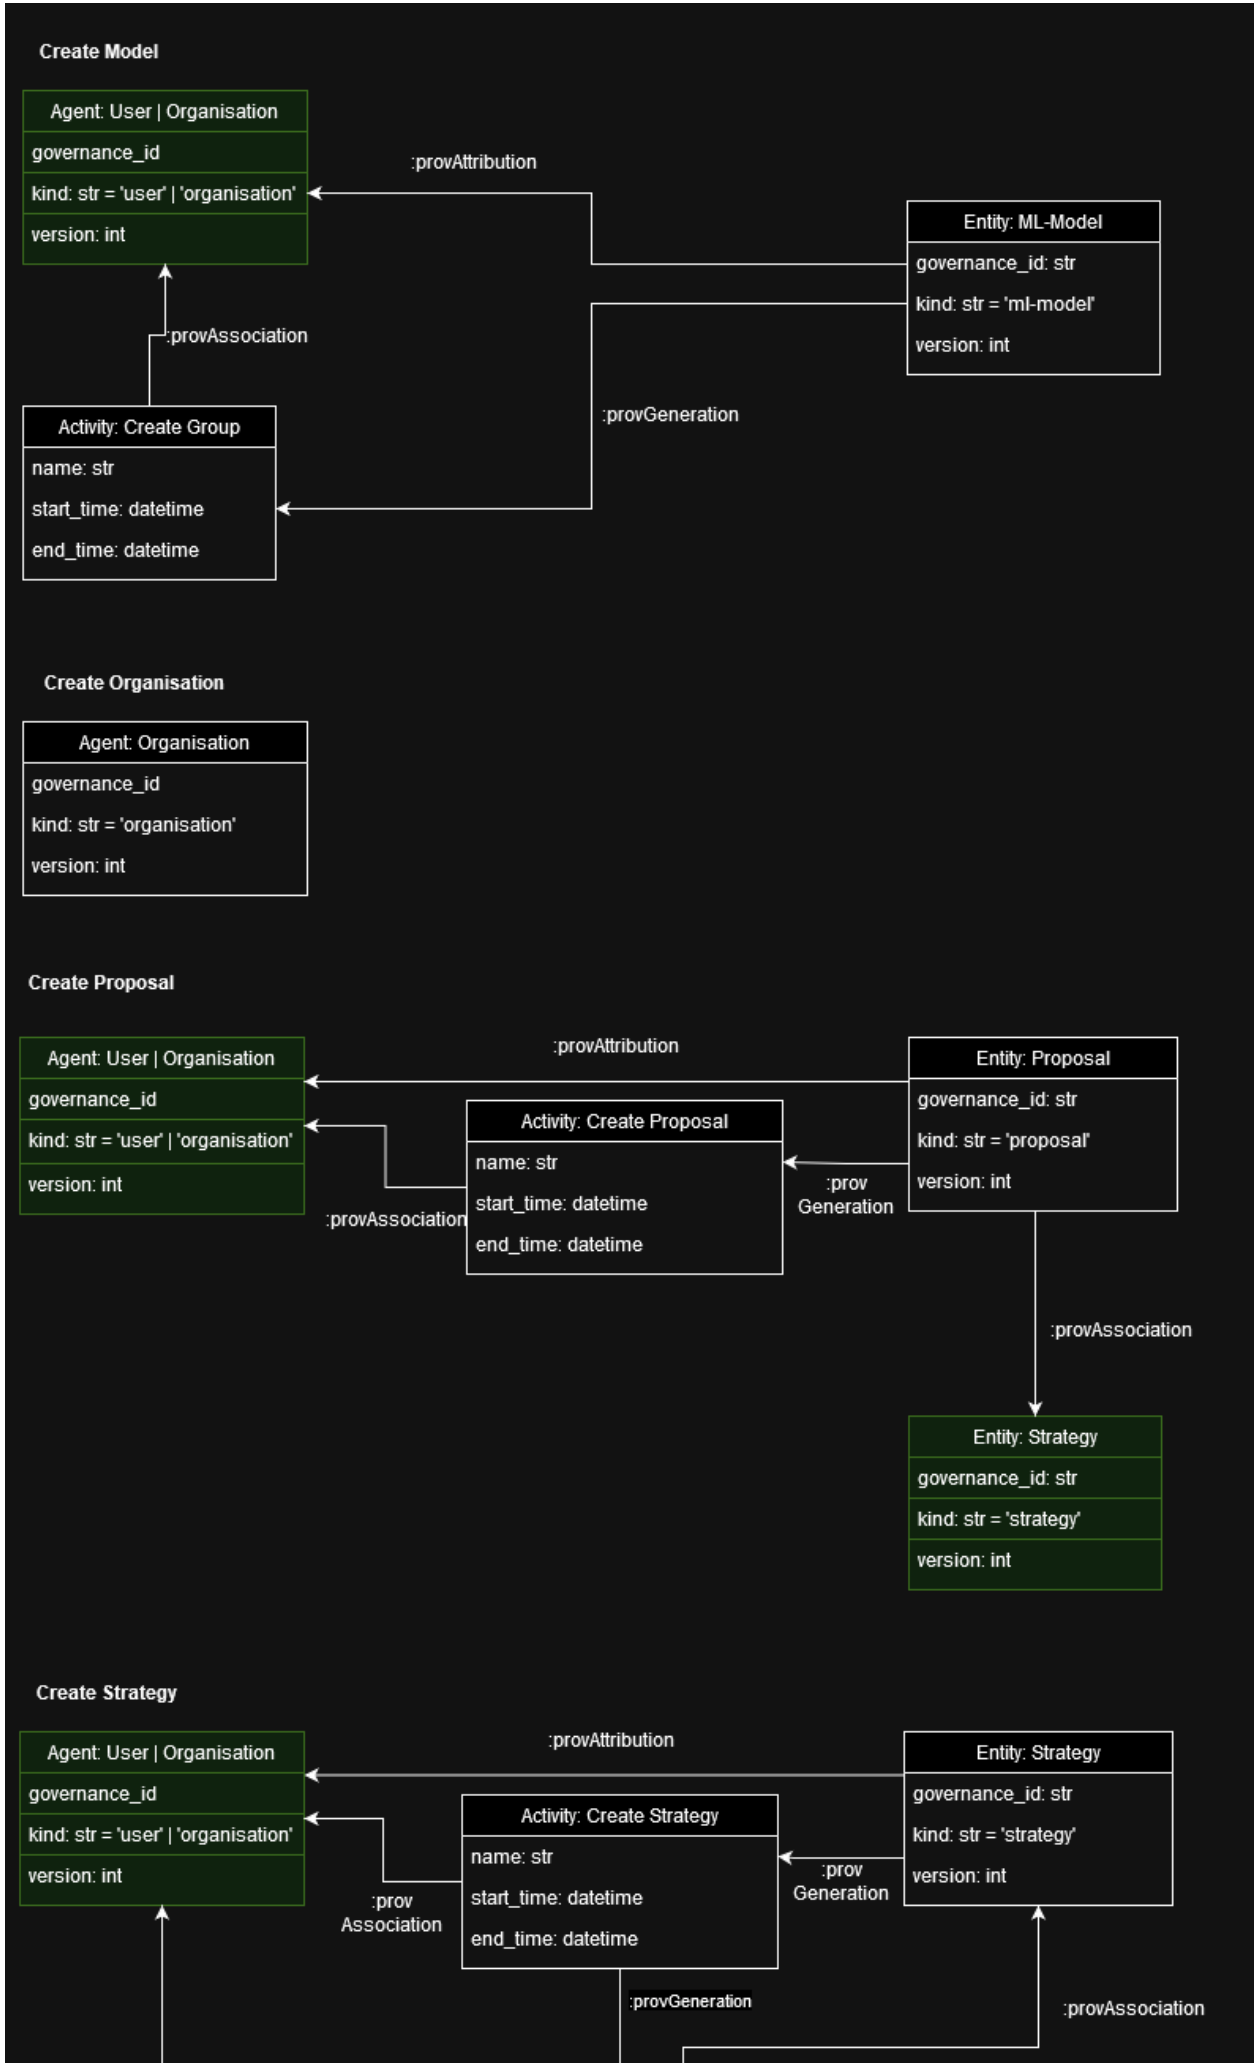 Create Model
Agent: User | Organisation
governance_id
kind: str = 'user' | 'organisation'
version: int
:provAttribution
Entity: ML-Model
governance_id: str
kind: str = 'ml-model'
version: int
:provAssociation
:provGeneration
Activity: Create Group
name: str
start_time: datetime
end_time: datetime
Create Organisation
Agent: Organisation
governance_id
kind: str = 'organisation'
version: int
Create Proposal
Agent: User | Organisation
governance_id
kind: str = 'user' | 'organisation'
version: int
:provAttribution
Entity: Proposal
governance_id: str
kind: str = 'proposal'
version: int
Activity: Create Proposal
name: str
start_time: datetime
end_time: datetime
:prov
Generation
:provAssociation
:provAssociation
Entity: Strategy
governance_id: str
kind: str = 'strategy'
version: int
Create Strategy
Agent: User | Organisation
governance_id
kind: str = 'user' | 'organisation'
version: int
:provAttribution
Entity: Strategy
governance_id: str
kind: str = 'strategy'
version: int
Activity: Create Strategy
name: str
start_time: datetime
end_time: datetime
:prov
Generation
:prov
Association
:provGeneration
:provAssociation